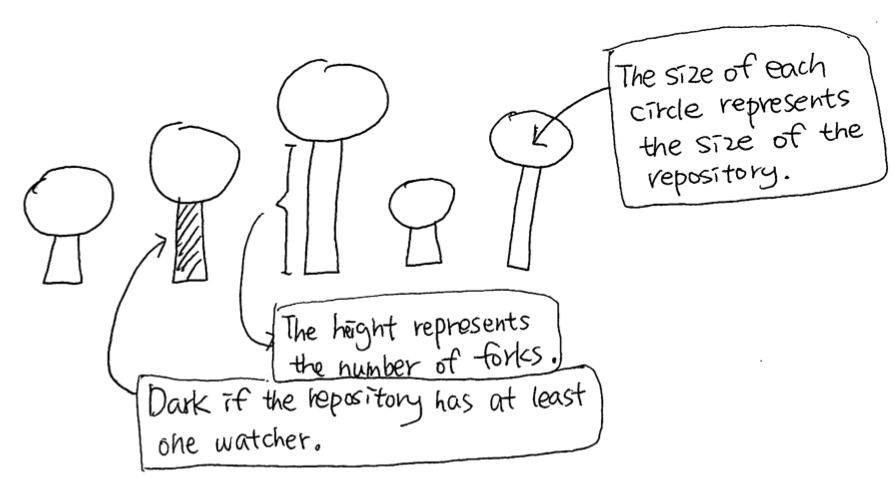 The size of each
circle represents
the size of the
repository.
The height represents
the number of forks.
Dark if the repository has at least
one watcher.